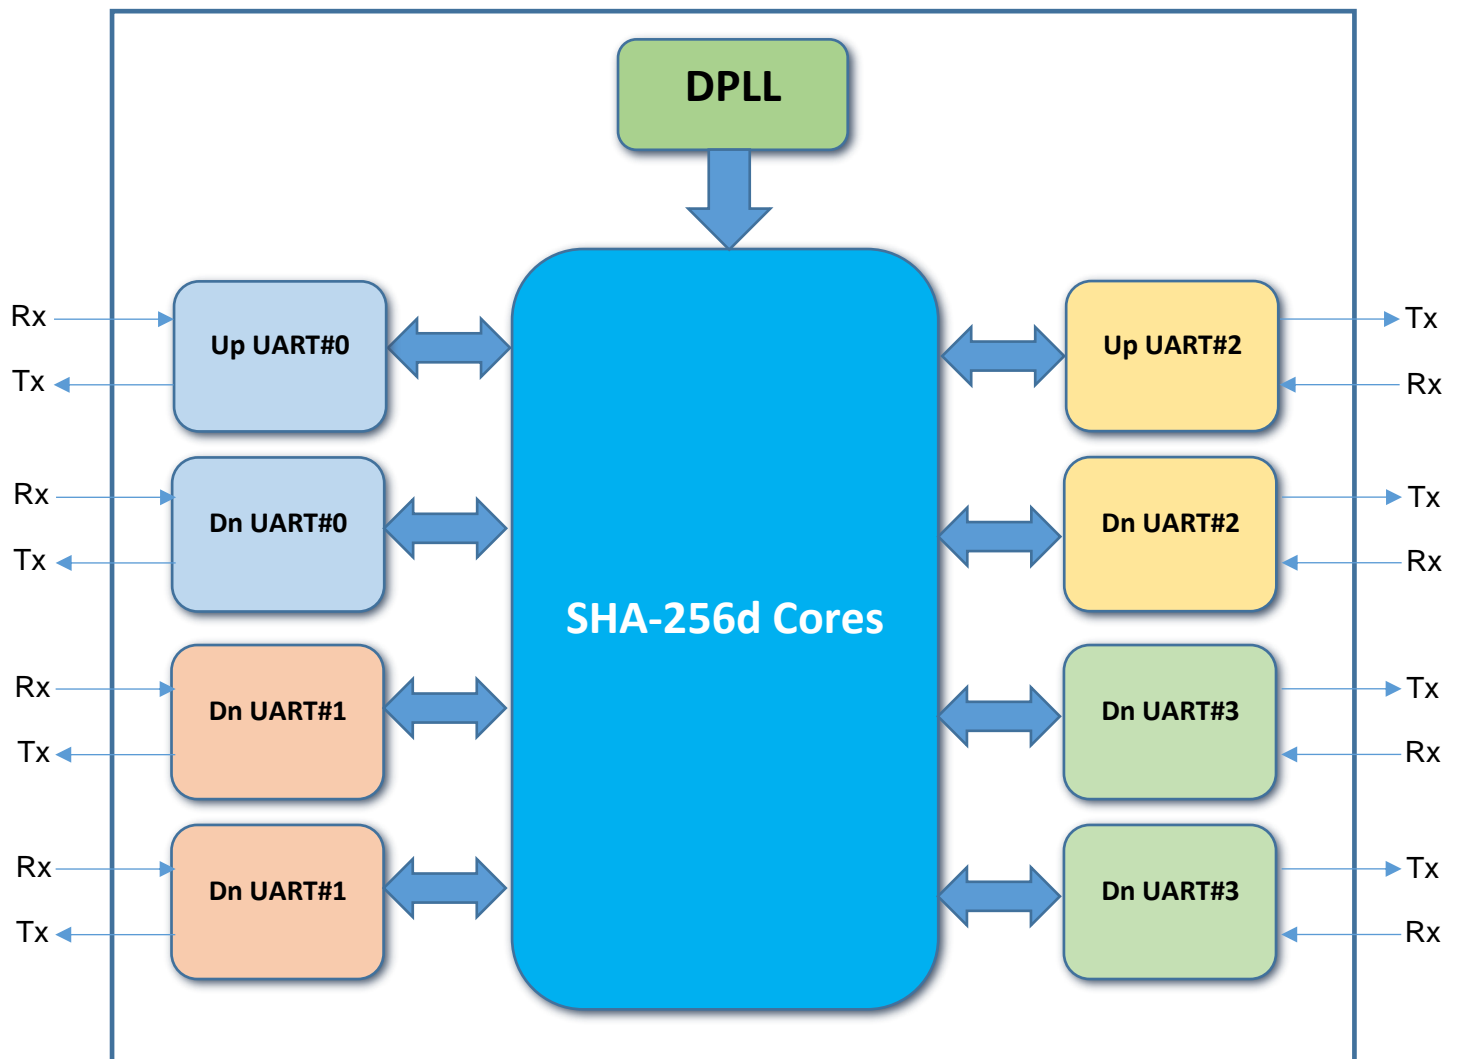 DPLL
Rx
Up UART#0
Tx
Rx
Dn UART#0
Tx
Rx
Dn UART#1
Tx
Rx
Dn UART#1
Tx
SHA-256d Cores
Up UART#2
Tx
Rx
Dn UART#2
Tx
Rx
Dn UART#3
Tx
Rx
Dn UART#3
Tx
Rx